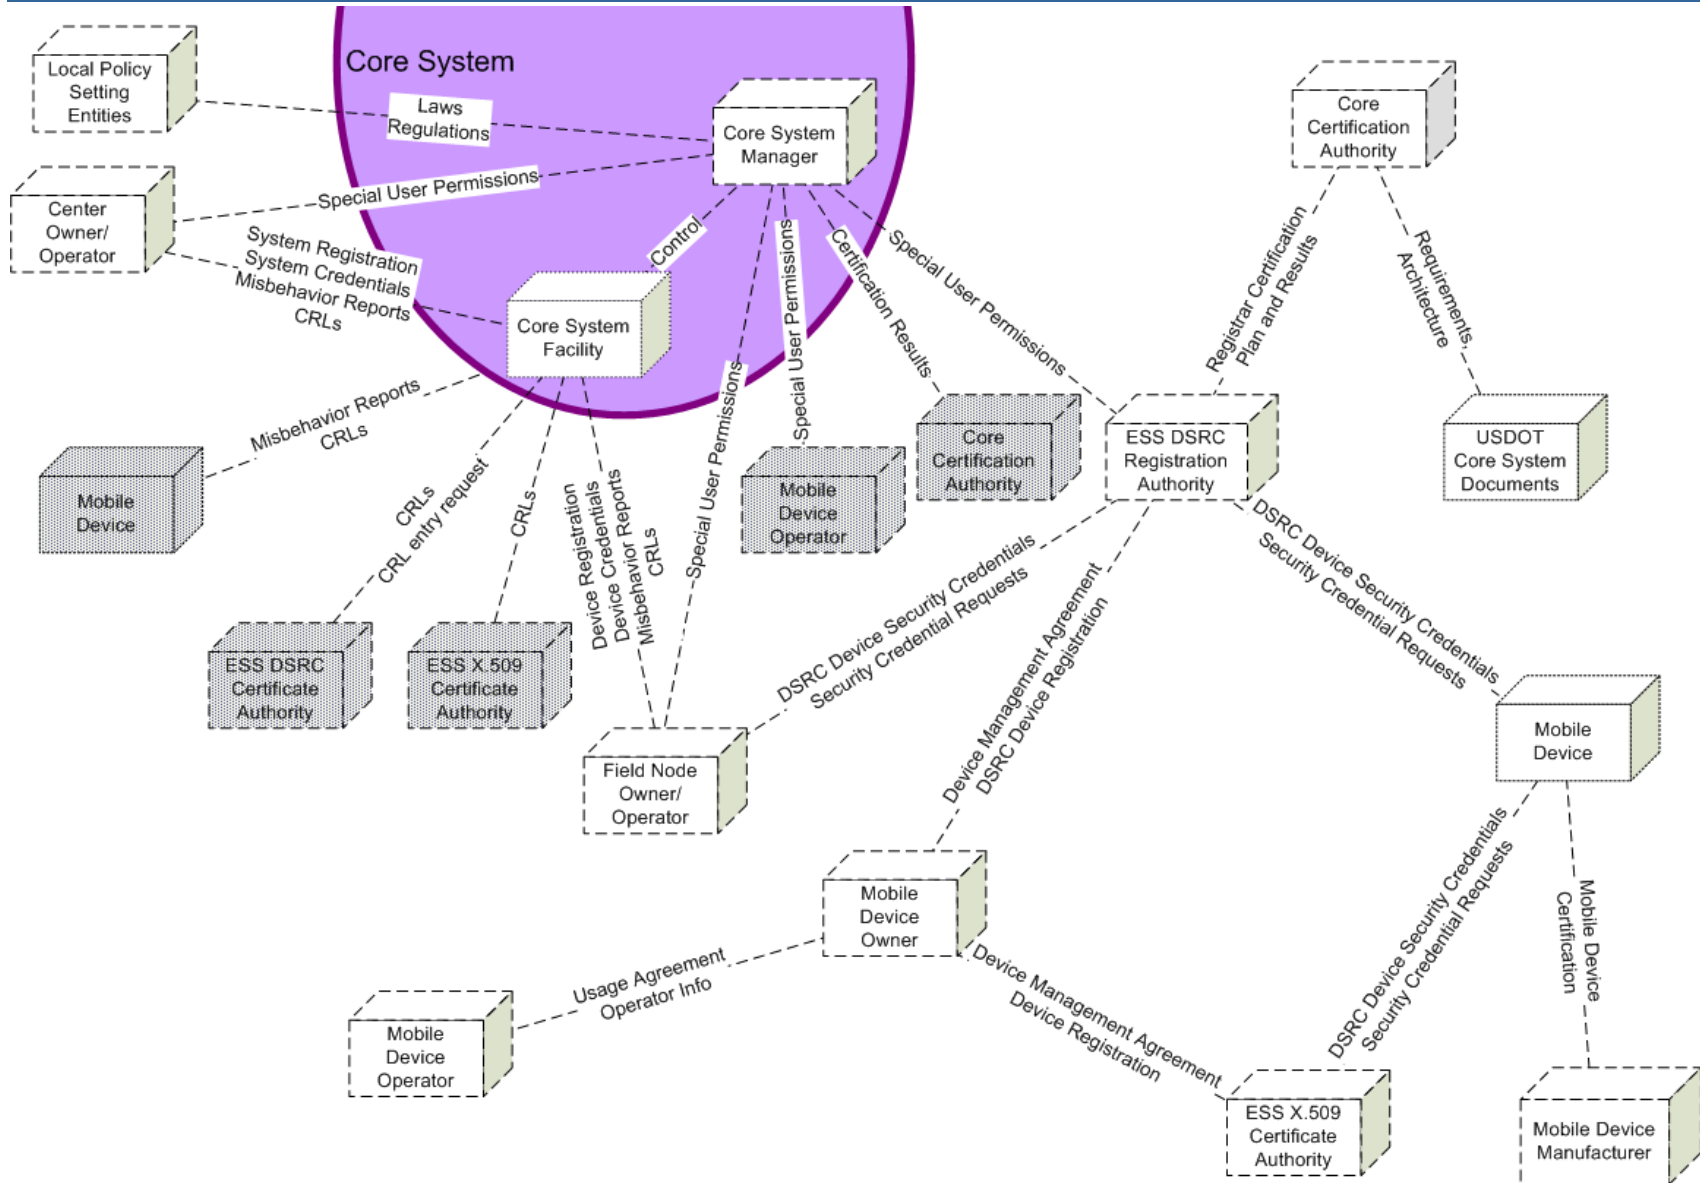 Core System
Local Policy
Setting
Entities
Laws
Regulations
Core System
Manager
Core
Certification
Authority
Center
Owner/
Operator
Special User Permissions
System Registration
System Credentials
Misbehavior Reports
CRLs
Control
Core System
Facility
Special User Permissions
Special User Permissions
Certification Results
Special User Permissions
Registrar Certification
Plan and Results
Requirements,
Architecture
Misbehavior Reports
CRLs
Mobile
Device
CRLs
CRL entry request
CRLs
Device Registration
Device Credentials
Misbehavior Reports
CRLs
Mobile
Device
Operator
Core
Certification
Authority
ESS DSRC
Registration
Authority
USDOT
Core System
Documents
ESS DSRC
Certificate
Authority
ESS X.509
Certificate
Authority
Field Node
Owner/
Operator
DSRC Device Security Credentials
Security Credential Requests
Device Management Agreement
DSRC Device Registration
DSRC Device Security Credentials
Security Credential Requests
Mobile
Device
Mobile
Device
Owner
Usage Agreement
Operator Info
Mobile
Device
Operator
Device Management Agreement
Device Registration
DSRC Device Security Credentials
Security Credential Requests
Mobile Device
Certification
ESS X.509
Certificate
Authority
Mobile Device
Manufacturer